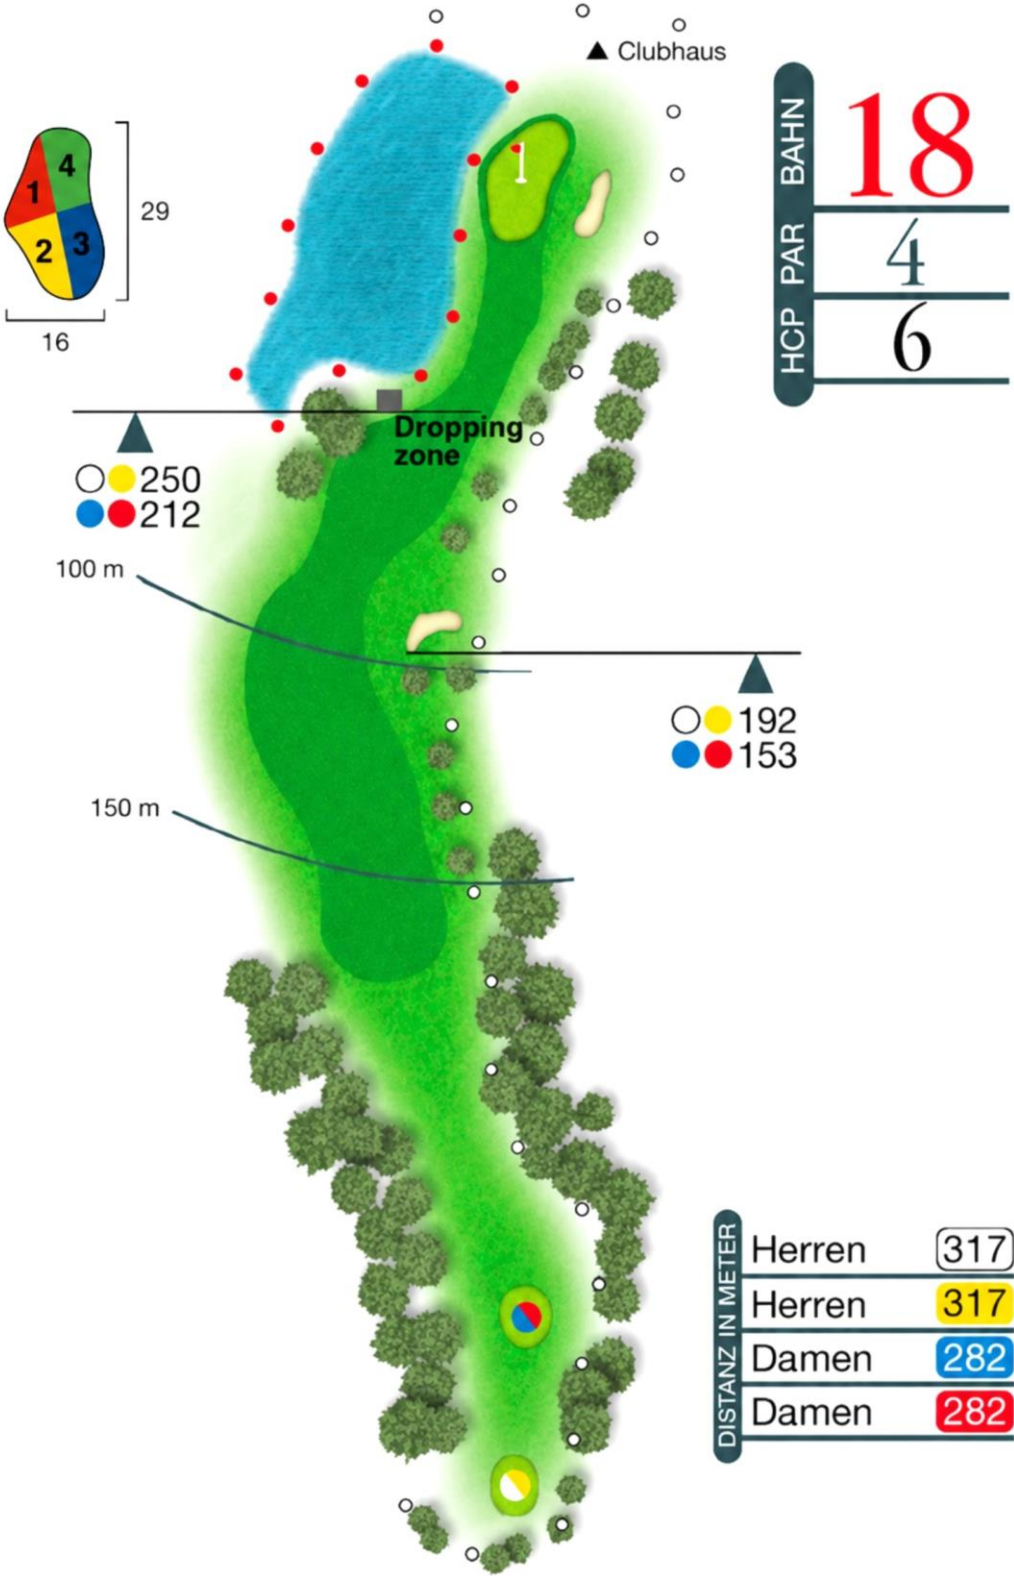 Clubhaus
BAHN 18
PAR 4
HCP 6
4
1
2
3
29
16
1
Dropping
zone
250
212
100 m
192
153
150 m
DISTANZ IN METER
Herren 317
Herren 317
Damen 282
Damen 282